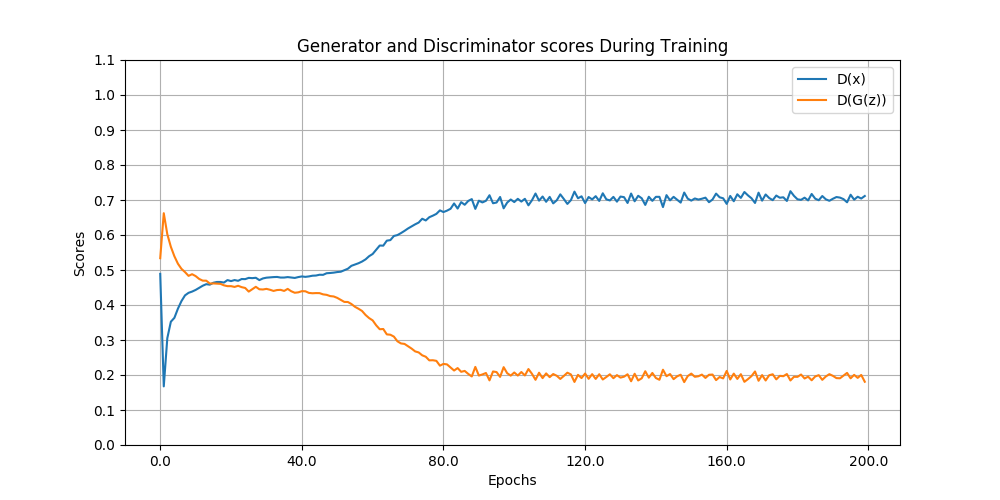 Generator and Discriminator scores During Training
1.1
1.0
0.9
0.8
0.7
0.6
0.5
0.4
0.3
0.2
0.1
0.0
Scores
D(x)
D(G(z))
0.0 40.0 80.0 120.0 160.0 200.0
Epochs